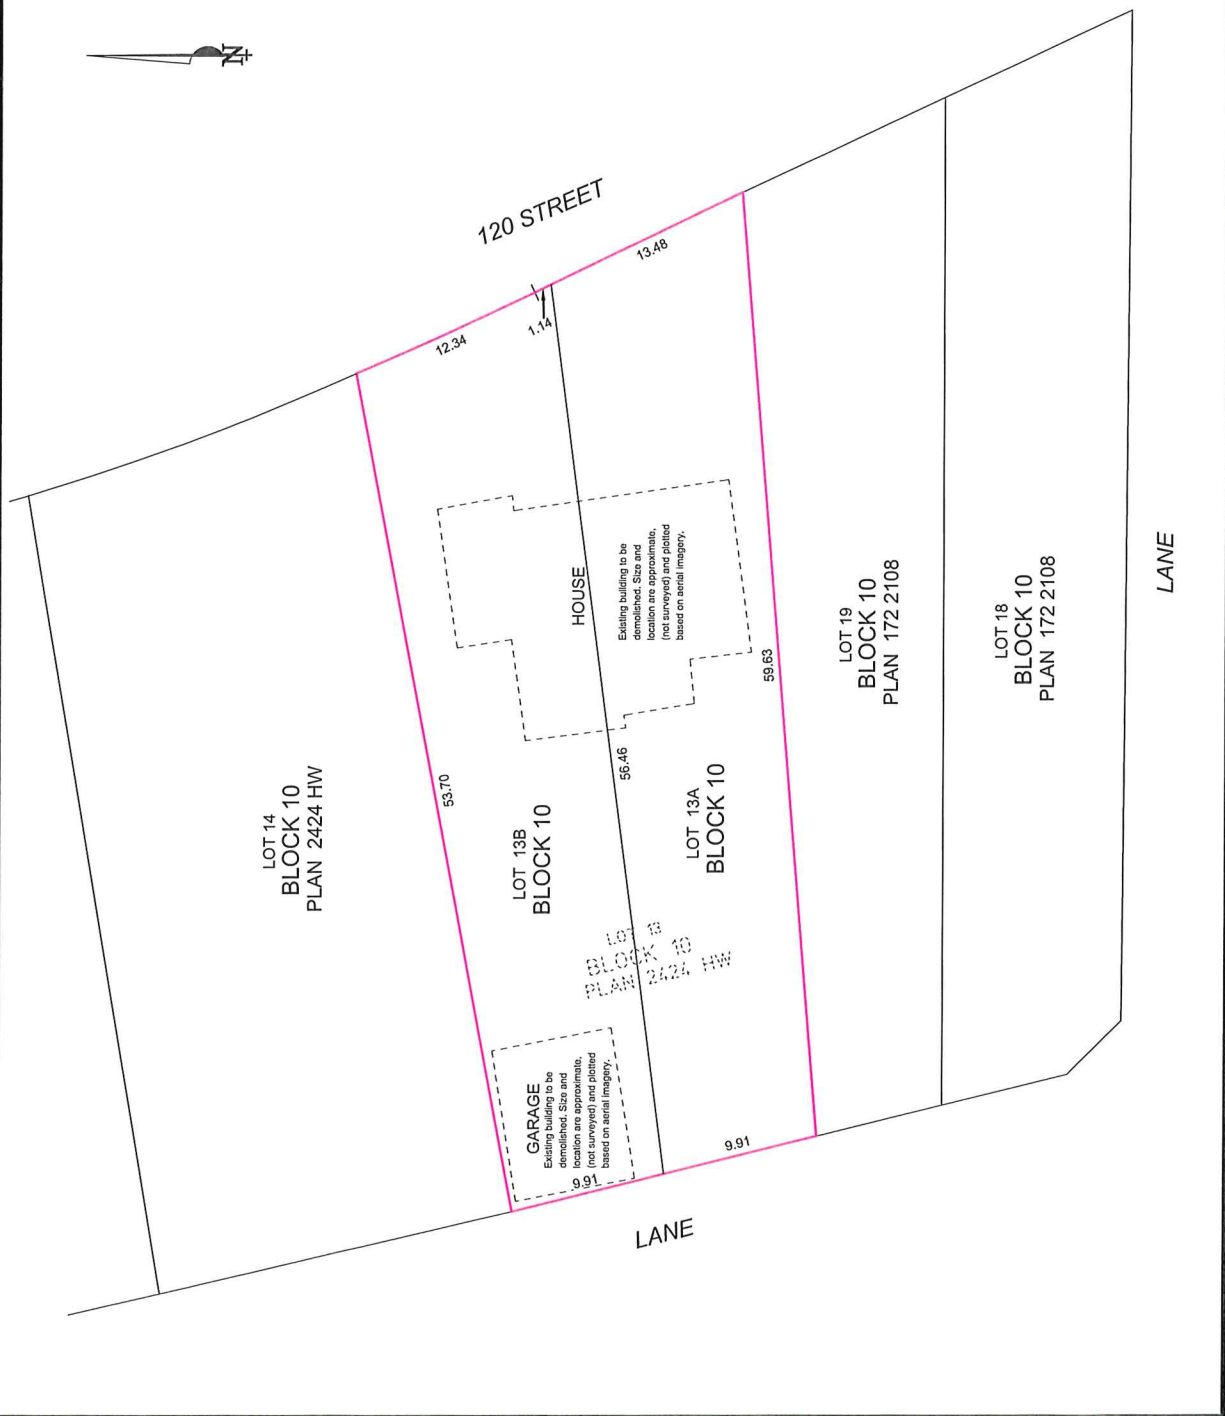 N
120 STREET
13.48
1.14
12.34
LOT 14
BLOCK 10
PLAN 2424 HW
53.70
HOUSE
Existing building to be
demolished. Size and
location are approximate,
(not surveyed) and plotted
based on aerial imagery.
59.63
56.46
LOT 13B
BLOCK 10
LOT 13A
BLOCK 10
LOT 13
BLOCK 10
PLAN 2424 HW
GARAGE
Existing building to be
demolished. Size and
location are approximate,
(not surveyed) and plotted
based on aerial imagery.
9.91
9.91
LANE
LOT 19
BLOCK 10
PLAN 172 2108
LOT 18
BLOCK 10
PLAN 172 2108
LANE